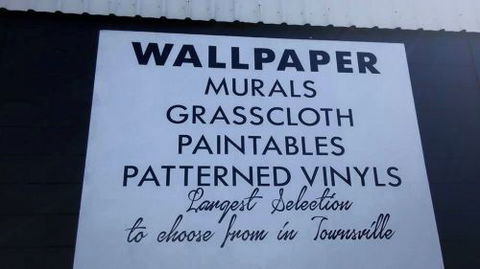 WALLPAPER
MURALS
GRASSCLOTH
PAINTABLES
PATTERNED VINYLS
Largest Selection
to choose from in Townsville